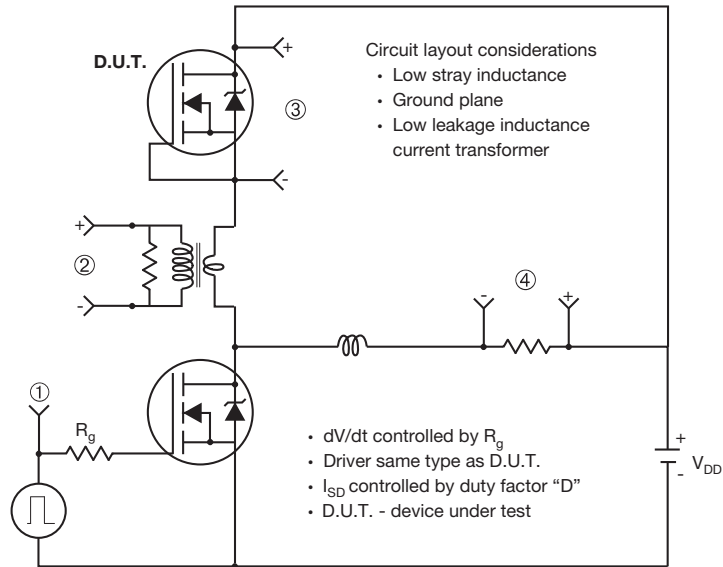 D.U.T.
+
Circuit layout considerations
• Low stray inductance
• Ground plane
• Low leakage inductance
current transformer
③
-
+
②
-
④
-
+
①
Rg
• dV/dt controlled by Rg
• Driver same type as D.U.T.
• ISD controlled by duty factor “D”
• D.U.T. - device under test
+
VDD
-